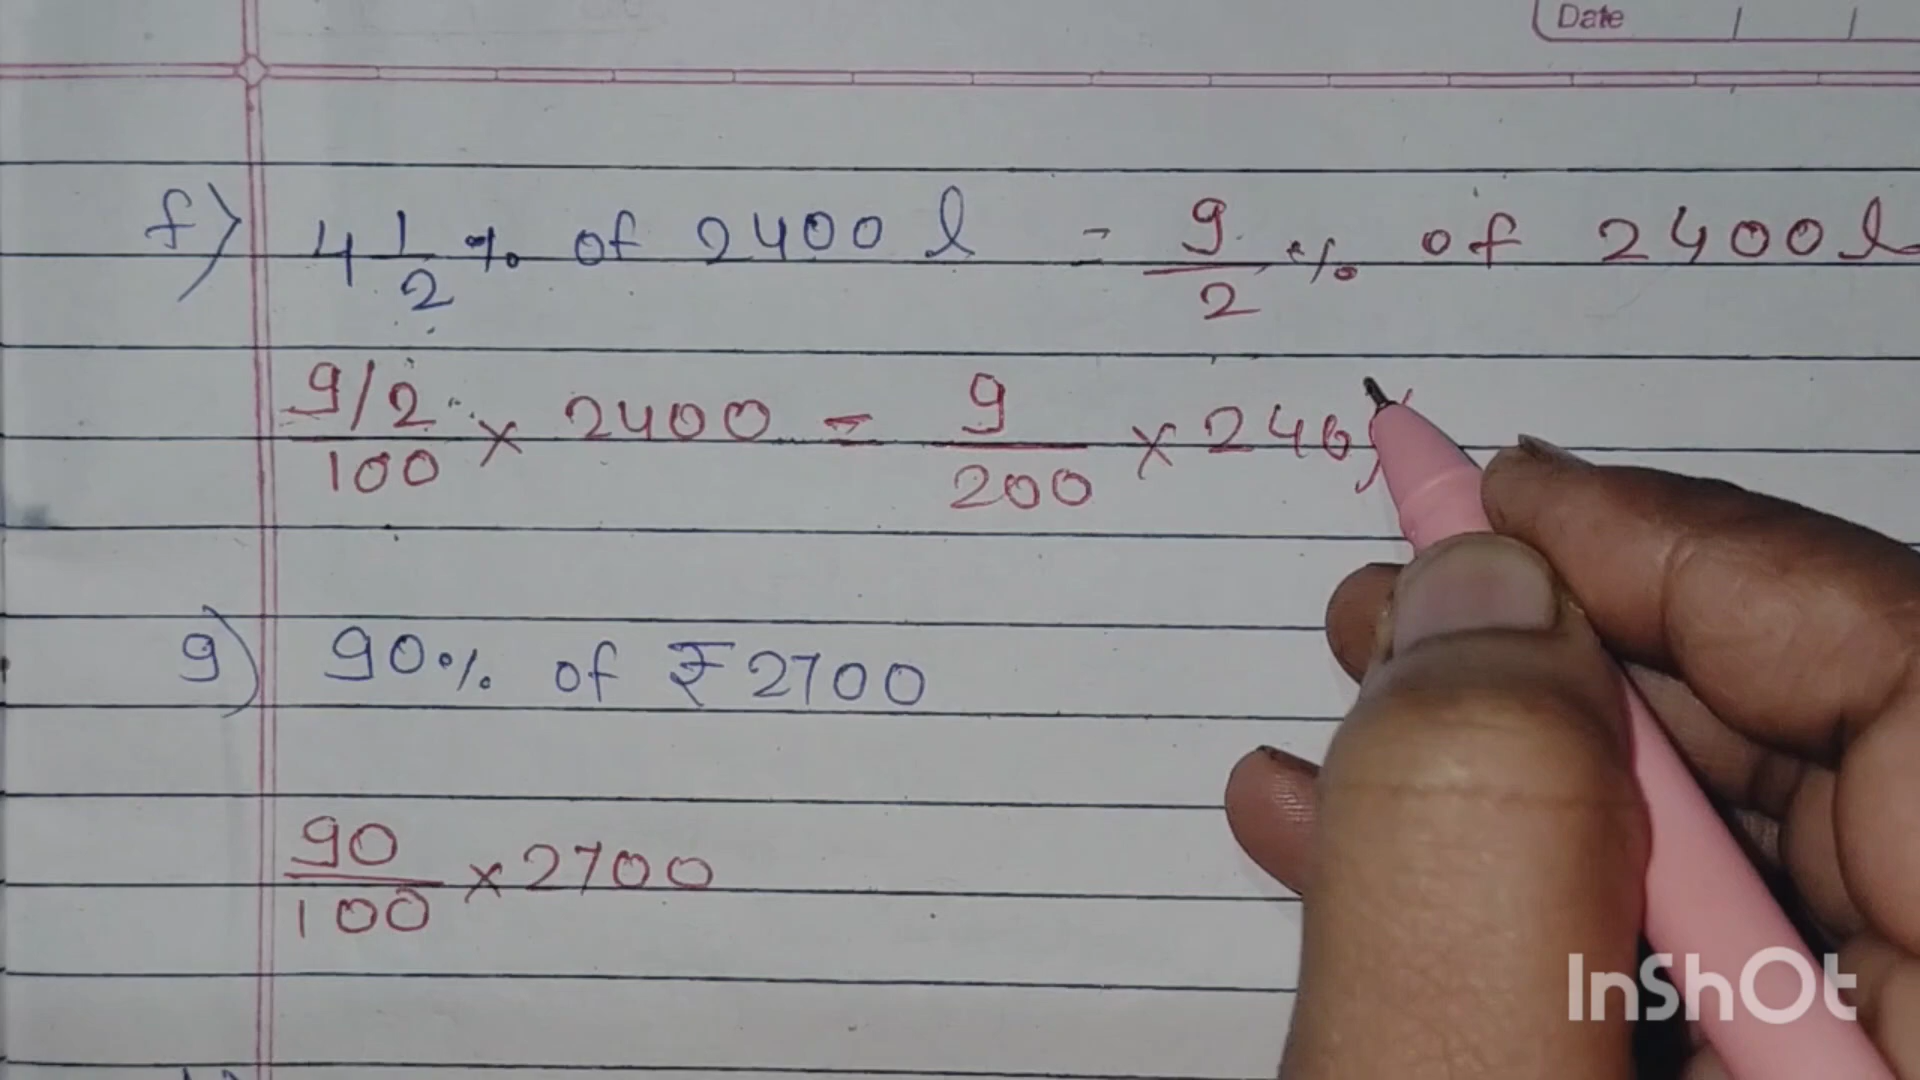 Date
f) 4 1/2 % of 2400 l = 9/2 % of 2400 l
9/2/100 × 2400 = 9/200 × 240
g) 90% of ₹ 2700
90/100 × 2700
InShOt